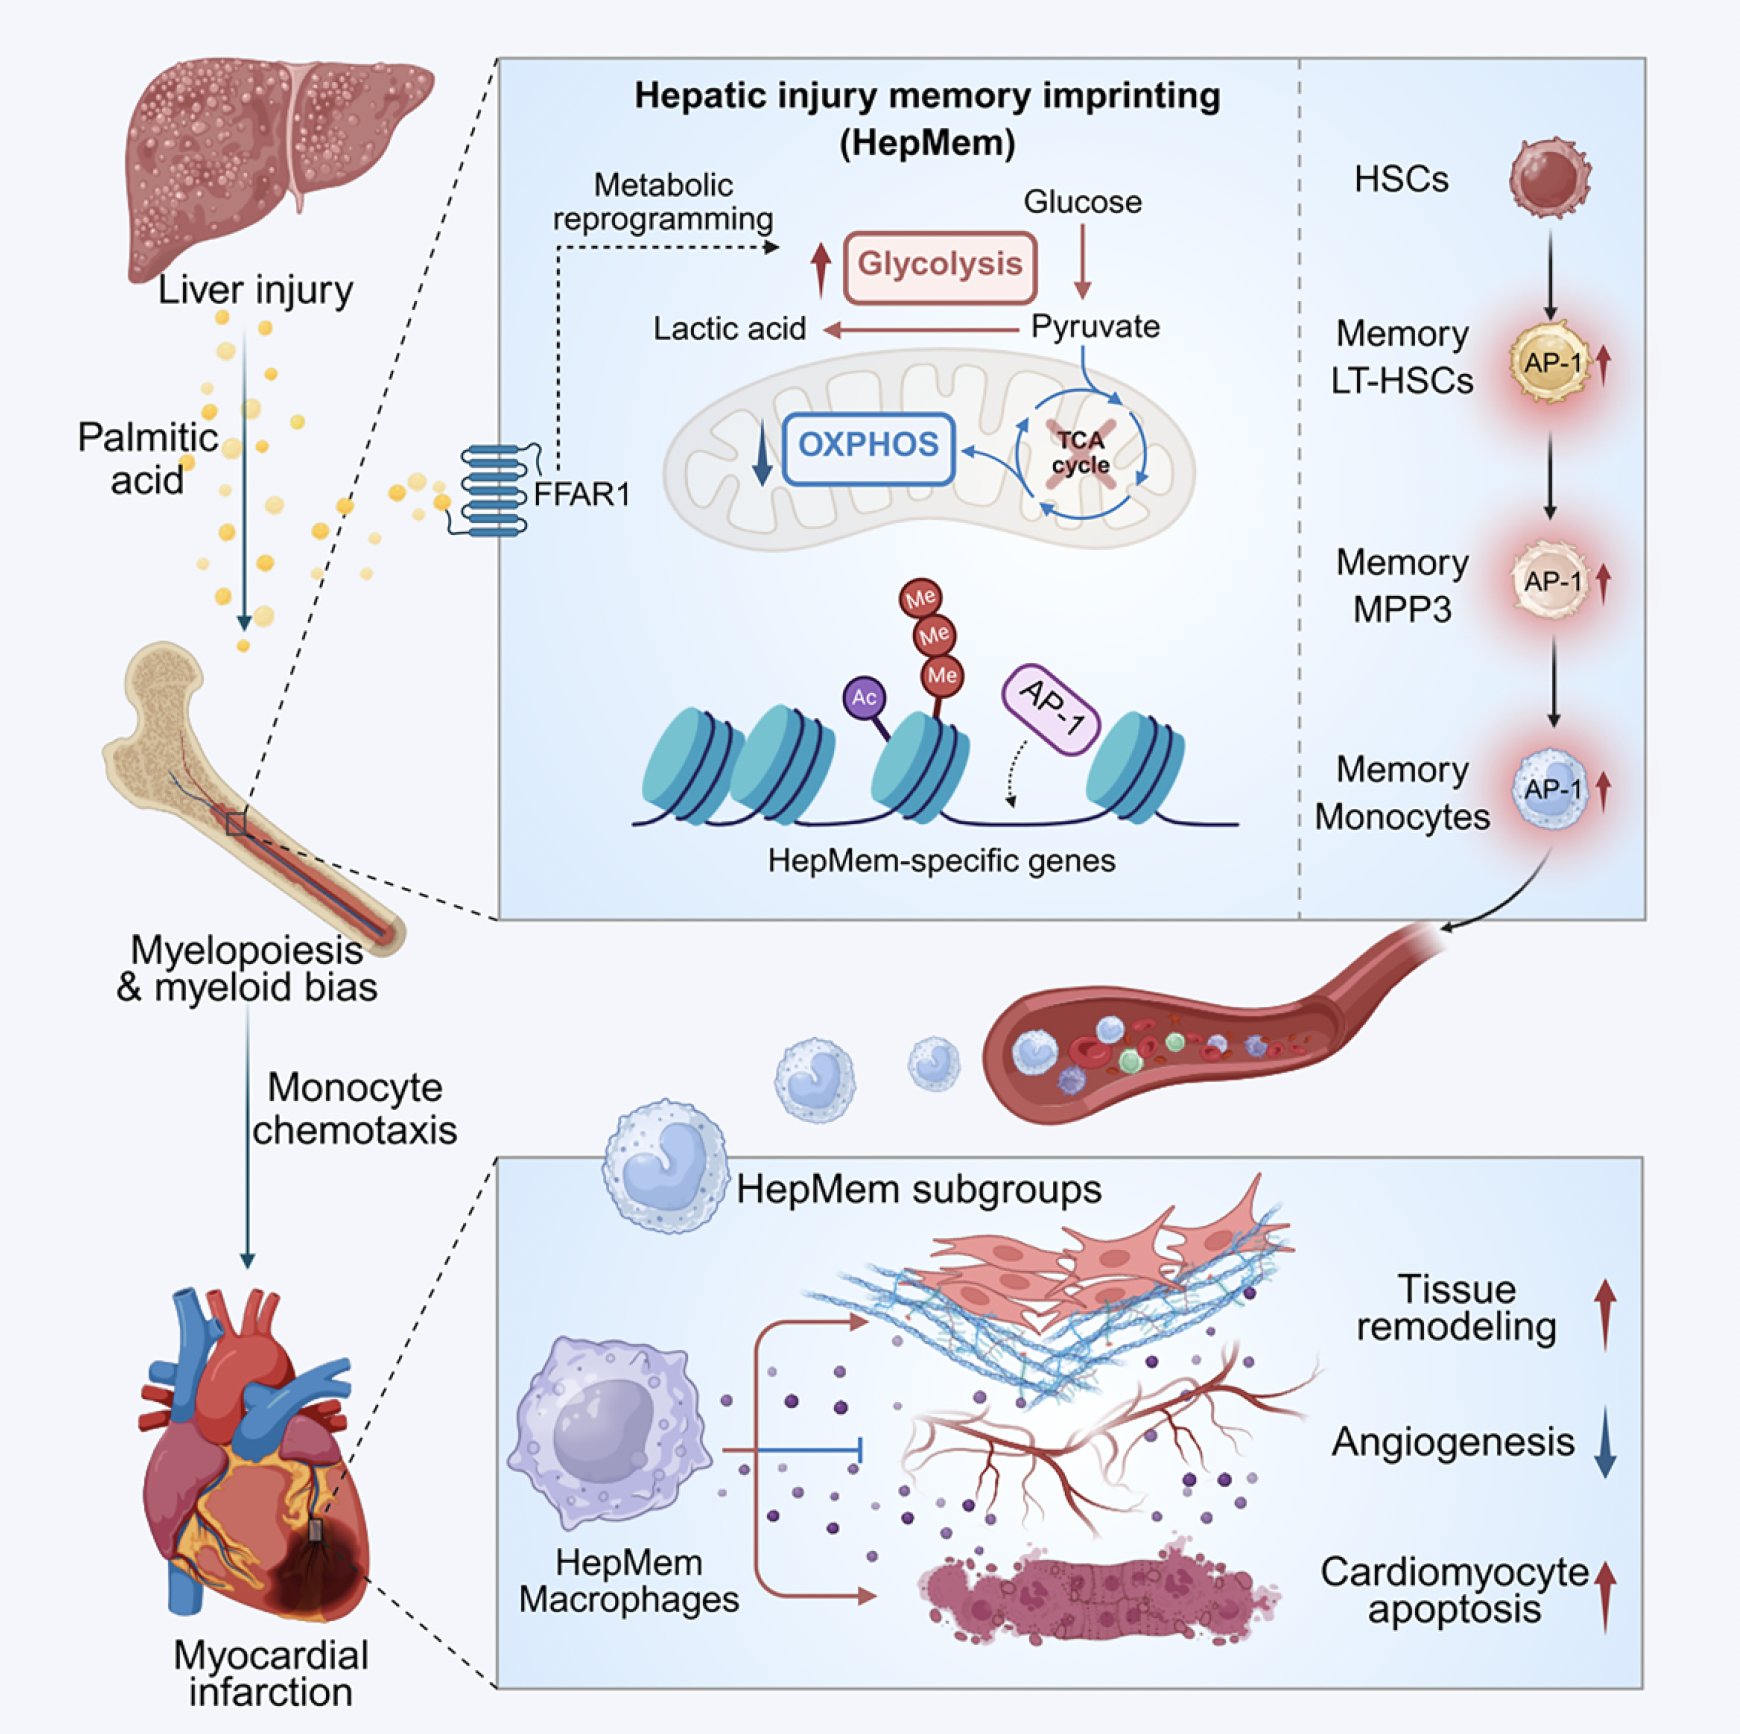 Hepatic injury memory imprinting
(HepMem)
Liver injury
Palmitic
acid
FFAR1
Metabolic
reprogramming
Glucose
Glycolysis
Lactic acid
Pyruvate
OXPHOS
TCA
cycle
Me
Me
Me
Ac
AP-1
HepMem-specific genes
HSCs
Memory
LT-HSCs
AP-1
Memory
MPP3
AP-1
Memory
Monocytes
AP-1
Myelopoiesis
& myeloid bias
Monocyte
chemotaxis
Myocardial
infarction
HepMem subgroups
HepMem
Macrophages
Tissue
remodeling
Angiogenesis
Cardiomyocyte
apoptosis